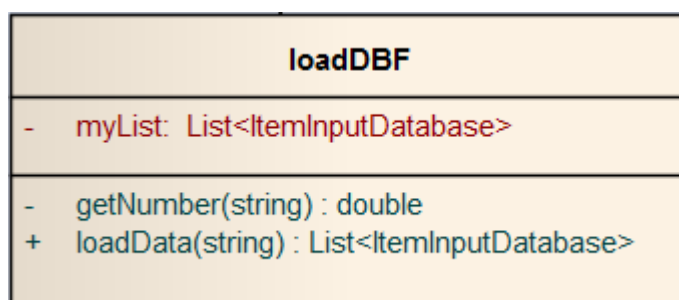 loadDBF
- myList: List<ItemInputDatabase>
- getNumber(string) : double
+ loadData(string) : List<ItemInputDatabase>